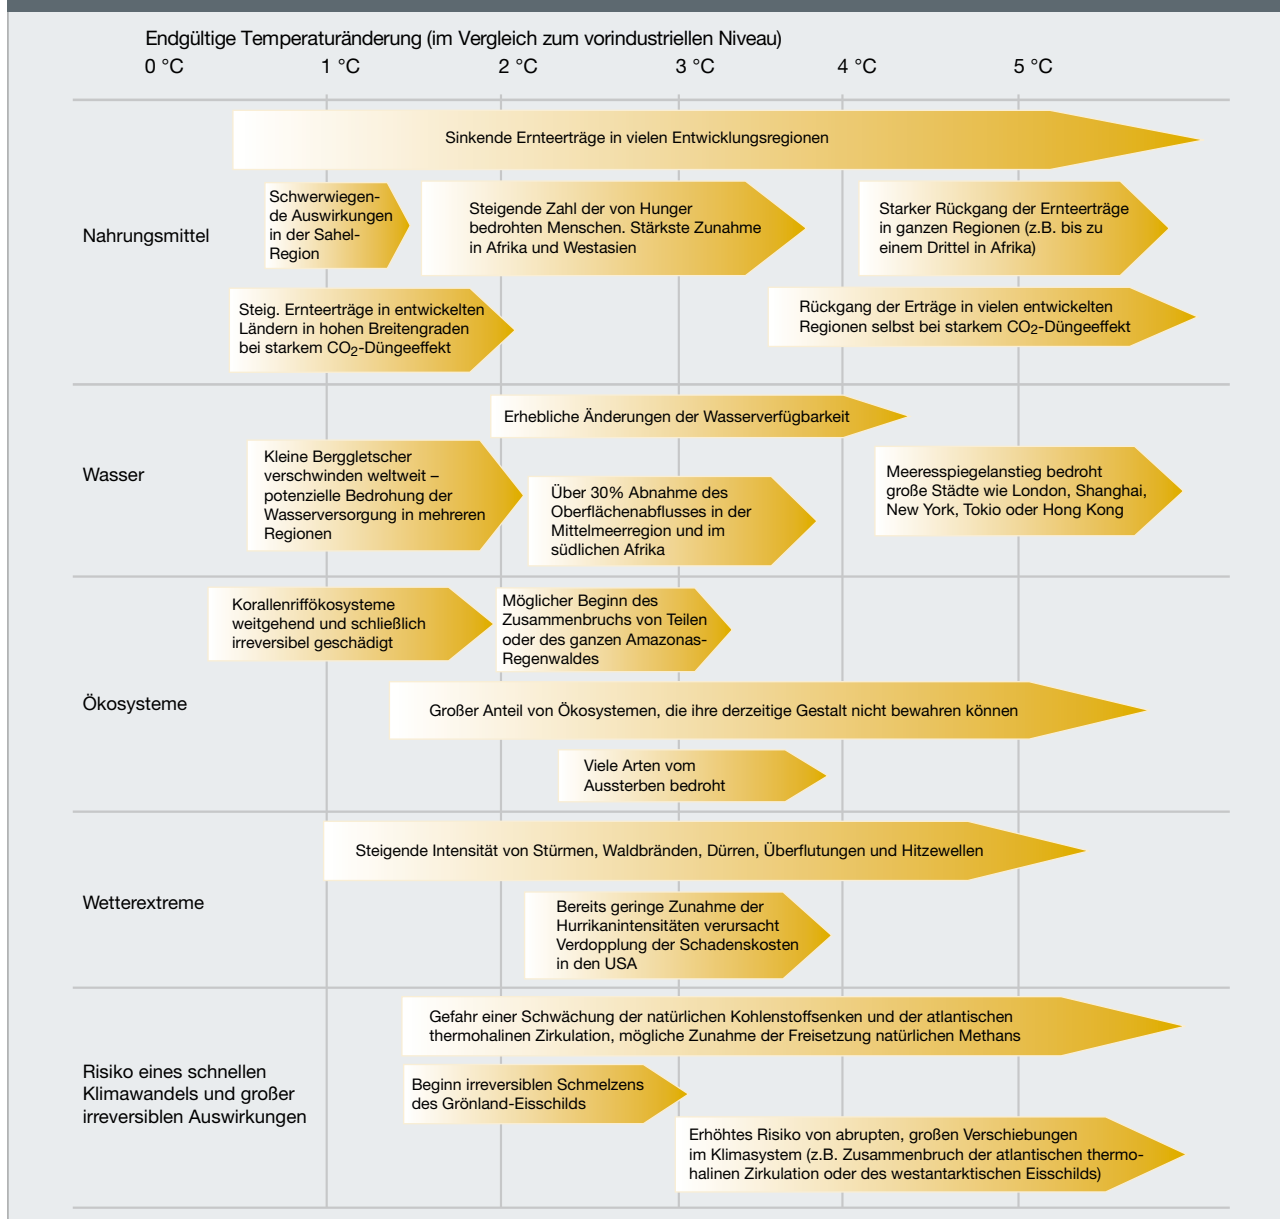 Endgültige Temperaturänderung (im Vergleich zum vorindustriellen Niveau)
0 °C 1 °C 2 °C 3 °C 4 °C 5 °C
Nahrungsmittel
Sinkende Ernteerträge in vielen Entwicklungsregionen
Schwerwiegen-
de Auswirkungen
in der Sahel-
Region
Steigende Zahl der von Hunger
bedrohten Menschen. Stärkste Zunahme
in Afrika und Westasien
Starker Rückgang der Ernteerträge
in ganzen Regionen (z.B. bis zu
einem Drittel in Afrika)
Steig. Ernteerträge in entwickelten
Ländern in hohen Breitengraden
bei starkem CO2-Düngeeffekt
Rückgang der Erträge in vielen entwickelten
Regionen selbst bei starkem CO2-Düngeeffekt
Wasser
Erhebliche Änderungen der Wasserverfügbarkeit
Kleine Berggletscher
verschwinden weltweit –
potenzielle Bedrohung der
Wasserversorgung in mehreren
Regionen
Über 30% Abnahme des
Oberflächenabflusses in der
Mittelmeerregion und im
südlichen Afrika
Meeresspiegelanstieg bedroht
große Städte wie London, Shanghai,
New York, Tokio oder Hong Kong
Ökosysteme
Korallenriffökosysteme
weitgehend und schließlich
irreversibel geschädigt
Möglicher Beginn des
Zusammenbruchs von Teilen
oder des ganzen Amazonas-
Regenwaldes
Großer Anteil von Ökosystemen, die ihre derzeitige Gestalt nicht bewahren können
Viele Arten vom
Aussterben bedroht
Wetterextreme
Steigende Intensität von Stürmen, Waldbränden, Dürren, Überflutungen und Hitzewellen
Bereits geringe Zunahme der
Hurrikanintensitäten verursacht
Verdopplung der Schadenskosten
in den USA
Risiko eines schnellen
Klimawandels und großer
irreversiblen Auswirkungen
Gefahr einer Schwächung der natürlichen Kohlenstoffsenken und der atlantischen
thermohalinen Zirkulation, mögliche Zunahme der Freisetzung natürlichen Methans
Beginn irreversiblen Schmelzens
des Grönland-Eisschilds
Erhöhtes Risiko von abrupten, großen Verschiebungen
im Klimasystem (z.B. Zusammenbruch der atlantischen thermo-
halinen Zirkulation oder des westantarktischen Eisschilds)